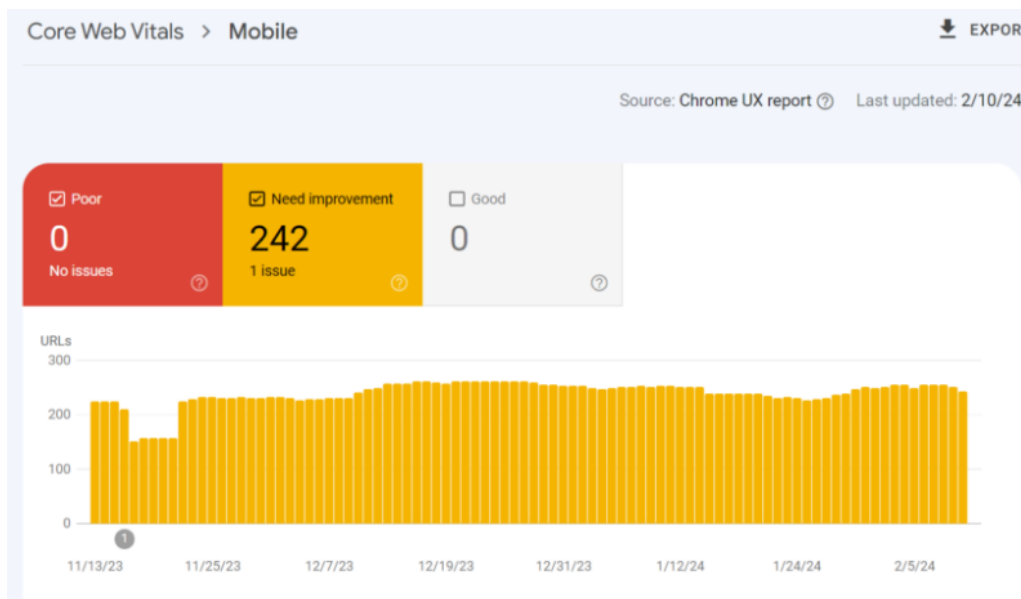 Core Web Vitals > Mobile
EXPOR
Source: Chrome UX report Last updated: 2/10/24
Poor Need improvement Good
0 242 0
No issues 1 issue
URLs
300
200
100
0
1
11/13/23 11/25/23 12/7/23 12/19/23 12/31/23 1/12/24 1/24/24 2/5/24